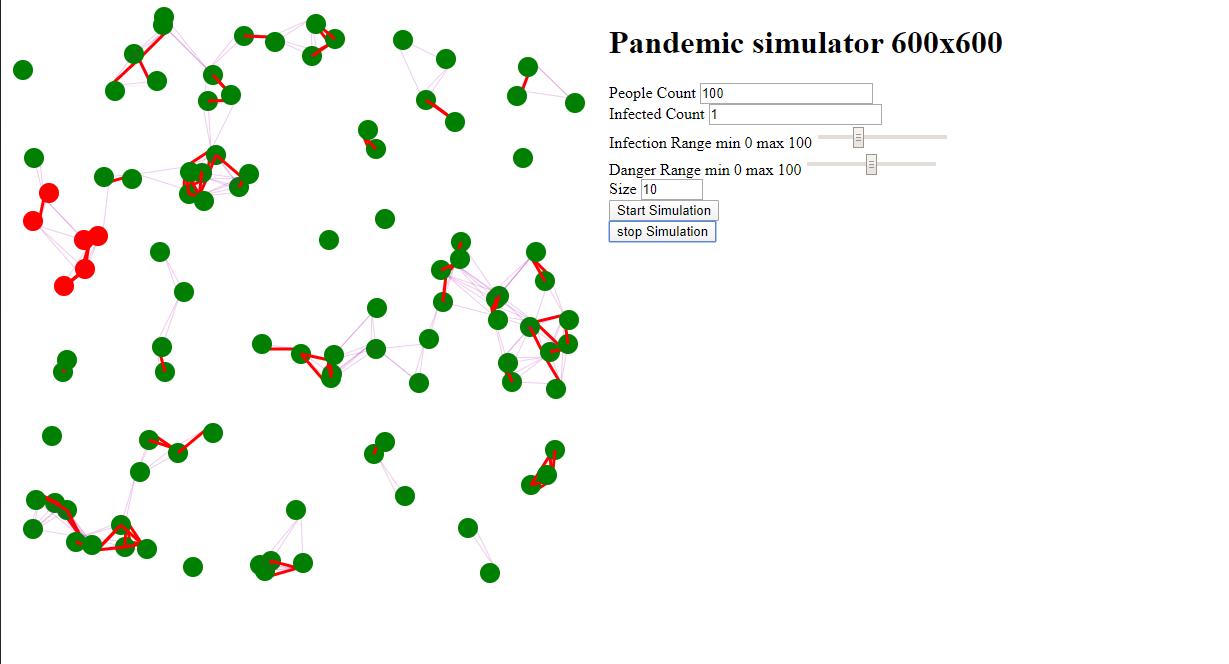 Pandemic simulator 600x600
People Count 100
Infected Count 1
Infection Range min 0 max 100
Danger Range min 0 max 100
Size 10
Start Simulation
stop Simulation